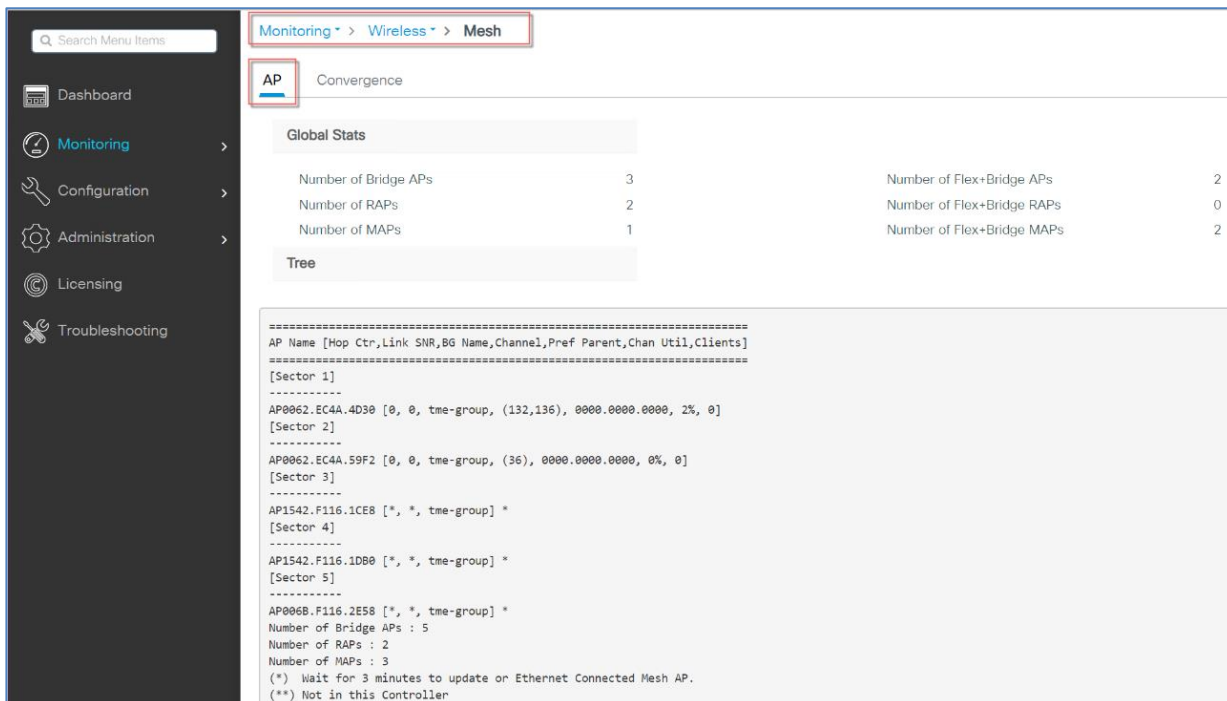 Search Menu Items
Dashboard
Monitoring
Configuration
Administration
Licensing
Troubleshooting
Monitoring > Wireless > Mesh
AP Convergence
Global Stats
Number of Bridge APs 3 Number of Flex+Bridge APs 2
Number of RAPs 2 Number of Flex+Bridge RAPs 0
Number of MAPs 1 Number of Flex+Bridge MAPs 2
Tree
========================================================================
AP Name [Hop Ctr,Link SNR,BG Name,Channel,Pref Parent,Chan Util,Clients]
========================================================================
[Sector 1]
-----------
AP0062.EC4A.4D30 [0, 0, tme-group, (132,136), 0000.0000.0000, 2%, 0]
[Sector 2]
-----------
AP0062.EC4A.59F2 [0, 0, tme-group, (36), 0000.0000.0000, 0%, 0]
[Sector 3]
-----------
AP1542.F116.1CE8 [*, *, tme-group] *
[Sector 4]
-----------
AP1542.F116.1DB0 [*, *, tme-group] *
[Sector 5]
-----------
AP006B.F116.2E58 [*, *, tme-group] *
Number of Bridge APs : 5
Number of RAPs : 2
Number of MAPs : 3
(*) Wait for 3 minutes to update or Ethernet Connected Mesh AP.
(**) Not in this Controller